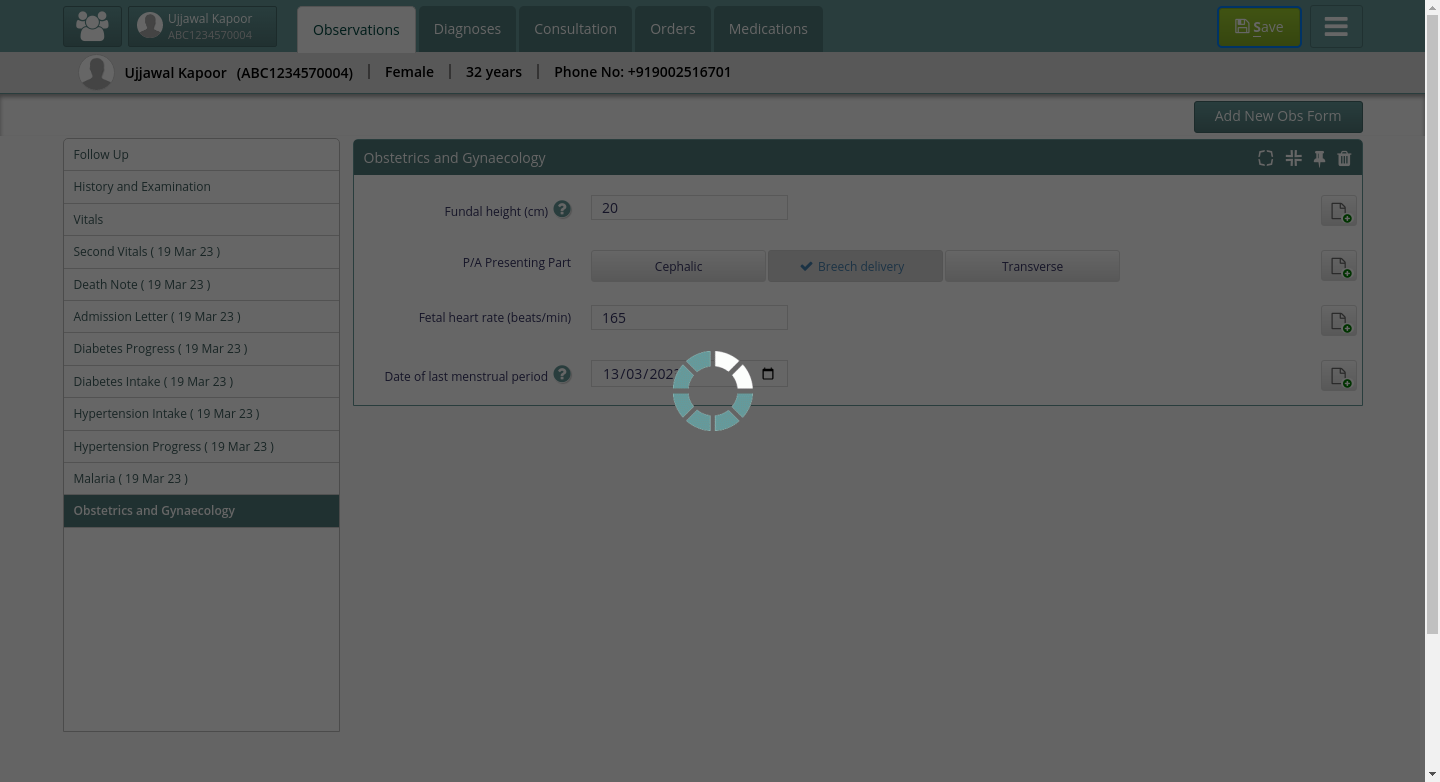 Ujjawal Kapoor
ABC1234570004
Observations
Diagnoses
Consultation
Orders
Medications
Save
Ujjawal Kapoor (ABC1234570004) | Female | 32 years | Phone No: +919002516701
Add New Obs Form
Follow Up
History and Examination
Vitals
Second Vitals ( 19 Mar 23 )
Death Note ( 19 Mar 23 )
Admission Letter ( 19 Mar 23 )
Diabetes Progress ( 19 Mar 23 )
Diabetes Intake ( 19 Mar 23 )
Hypertension Intake ( 19 Mar 23 )
Hypertension Progress ( 19 Mar 23 )
Malaria ( 19 Mar 23 )
Obstetrics and Gynaecology
Obstetrics and Gynaecology
Fundal height (cm) ? 20
P/A Presenting Part Cephalic Breech delivery Transverse
Fetal heart rate (beats/min) 165
Date of last menstrual period ? 13/03/